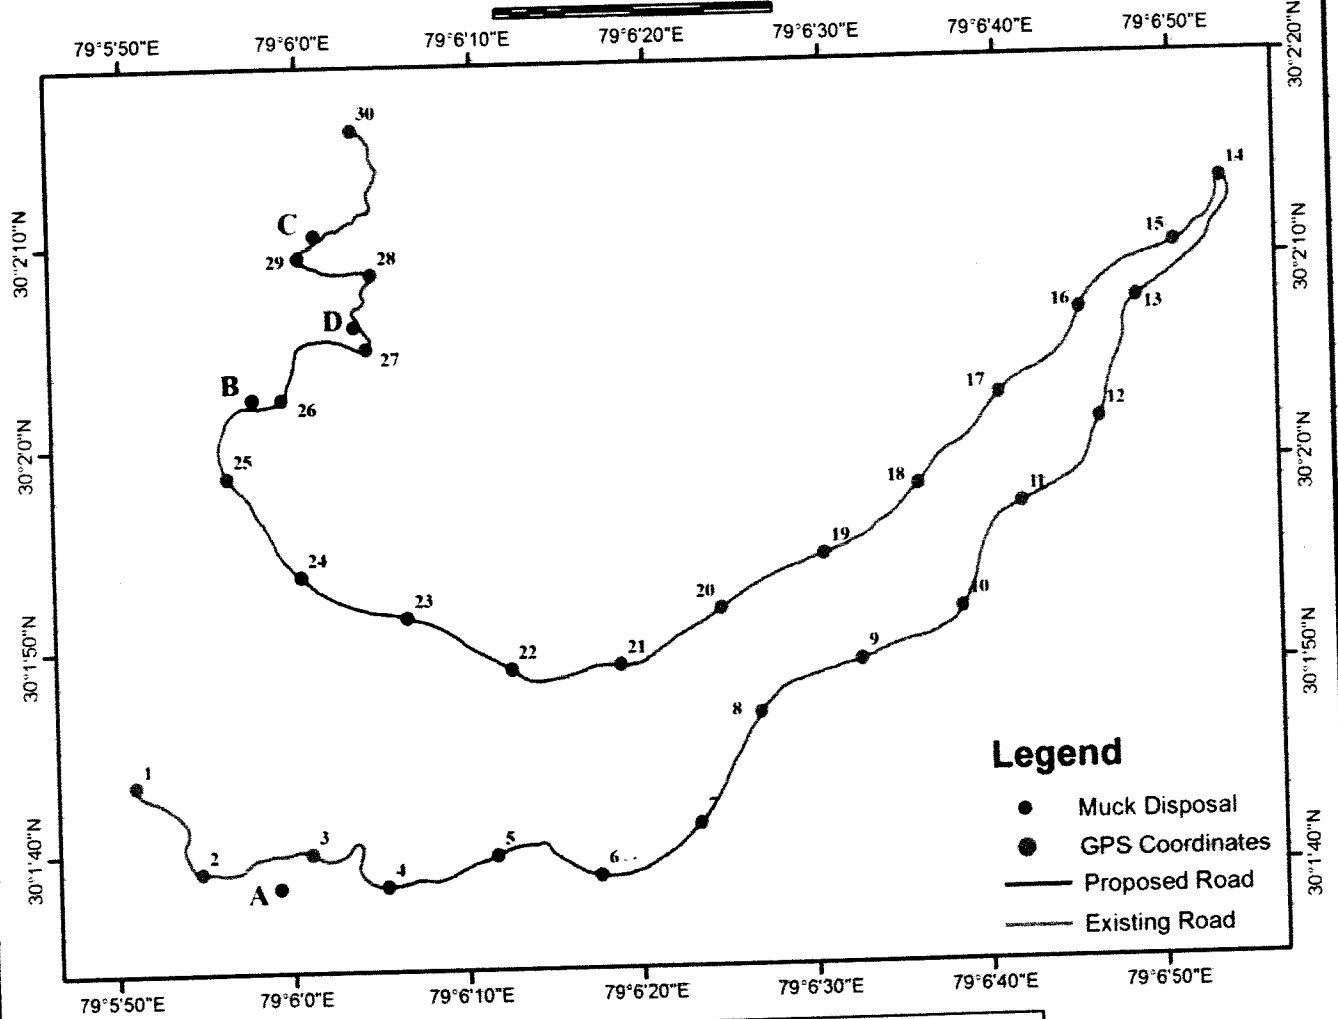 79°5'50"E 79°6'0"E 79°6'10"E 79°6'20"E 79°6'30"E 79°6'40"E 79°6'50"E
30°2'20"N
30
14
C
15
30°2'10"N
30°2'10"N
29
28
16
13
D
27
17
12
B
26
30°2'0"N
30°2'0"N
25
18
11
19
24
20
10
23
9
22
21
30°1'50"N
30°1'50"N
8
Legend
1
Muck Disposal
7
GPS Coordinates
30°1'40"N
30°1'40"N
2
3
5
6
4
A
Proposed Road
Existing Road
79°5'50"E 79°6'0"E 79°6'10"E 79°6'20"E 79°6'30"E 79°6'40"E 79°6'50"E